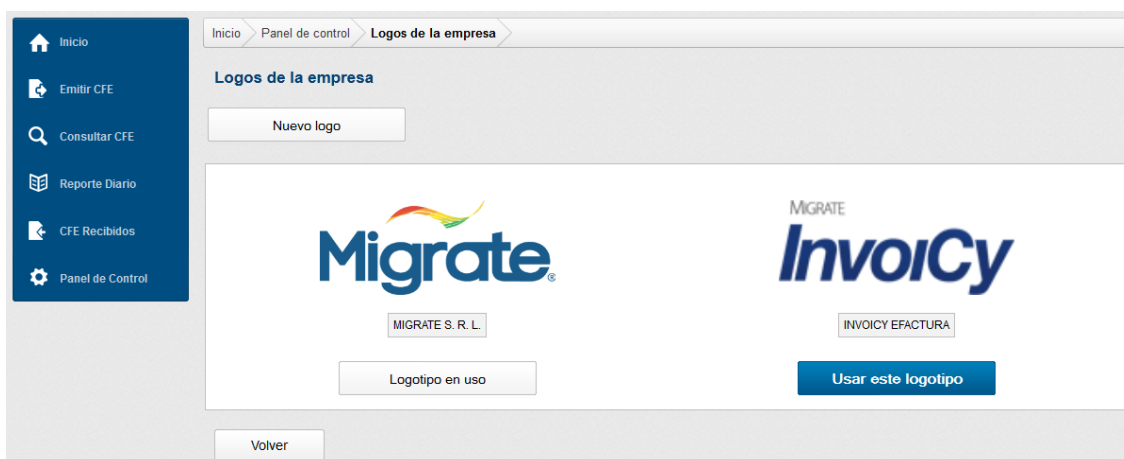 Inicio
Emitir CFE
Consultar CFE
Reporte Diario
CFE Recibidos
Panel de Control
Inicio Panel de control Logos de la empresa
Logos de la empresa
Nuevo logo
Migrate®
MIGRATE S. R. L.
Logotipo en uso
MIGRATE
InvoiCy
INVOICY EFACTURA
Usar este logotipo
Volver